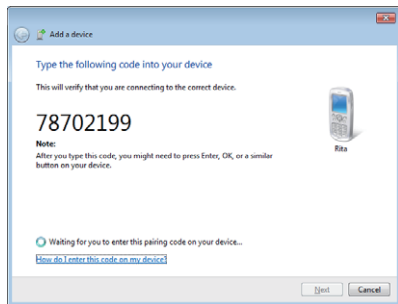 Add a device
Type the following code into your device
This will verify that you are connecting to the correct device.
78702199
Rita
Note:
After you type this code, you might need to press Enter, OK, or a similar
button on your device.
Waiting for you to enter this pairing code on your device...
How do I enter this code on my device?
Next Cancel